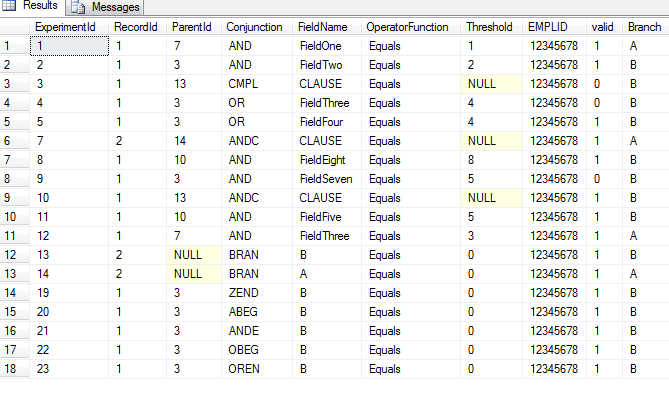 Results Messages
ExperimentId RecordId ParentId Conjunction FieldName OperatorFunction Threshold EMPLID valid Branch
1 1 1 7 AND FieldOne Equals 1 12345678 1 A
2 2 1 3 AND FieldTwo Equals 2 12345678 1 B
3 3 1 13 CMPL CLAUSE Equals NULL 12345678 0 B
4 4 1 3 OR FieldThree Equals 4 12345678 0 B
5 5 1 3 OR FieldFour Equals 4 12345678 1 B
6 7 2 14 ANDC CLAUSE Equals NULL 12345678 1 A
7 8 1 10 AND FieldEight Equals 8 12345678 1 B
8 9 1 3 AND FieldSeven Equals 5 12345678 0 B
9 10 1 13 ANDC CLAUSE Equals NULL 12345678 1 B
10 11 1 10 AND FieldFive Equals 5 12345678 1 B
11 12 1 7 AND FieldThree Equals 3 12345678 1 A
12 13 2 NULL BRAN B Equals 0 12345678 1 B
13 14 2 NULL BRAN A Equals 0 12345678 1 A
14 19 1 3 ZEND B Equals 0 12345678 1 B
15 20 1 3 ABEG B Equals 0 12345678 1 B
16 21 1 3 ANDE B Equals 0 12345678 1 B
17 22 1 3 OBEG B Equals 0 12345678 1 B
18 23 1 3 OREN B Equals 0 12345678 1 B